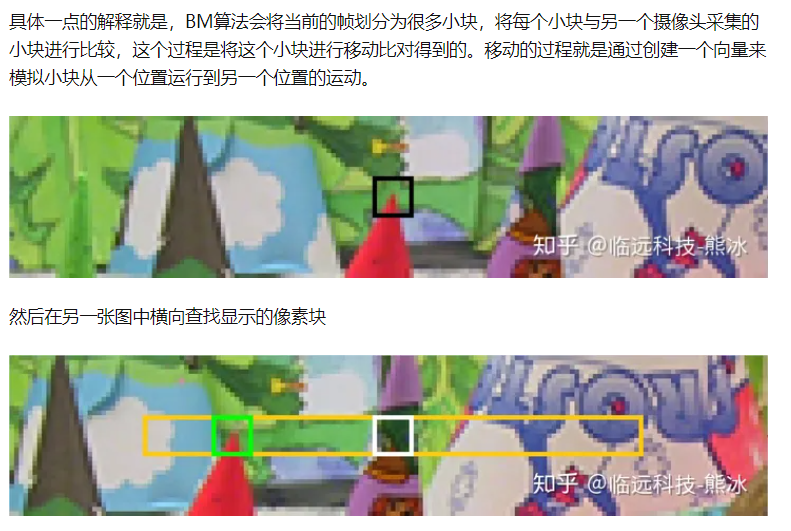 具体一点的解释就是，BM算法会将当前的帧划分为很多小块，将每个小块与另一个摄像头采集的
小块进行比较，这个过程是将这个小块进行移动比对得到的。移动的过程就是通过创建一个向量来
模拟小块从一个位置运行到另一个位置的运动。
知乎 @临远科技-熊冰
然后在另一张图中横向查找显示的像素块
知乎 @临远科技-熊冰